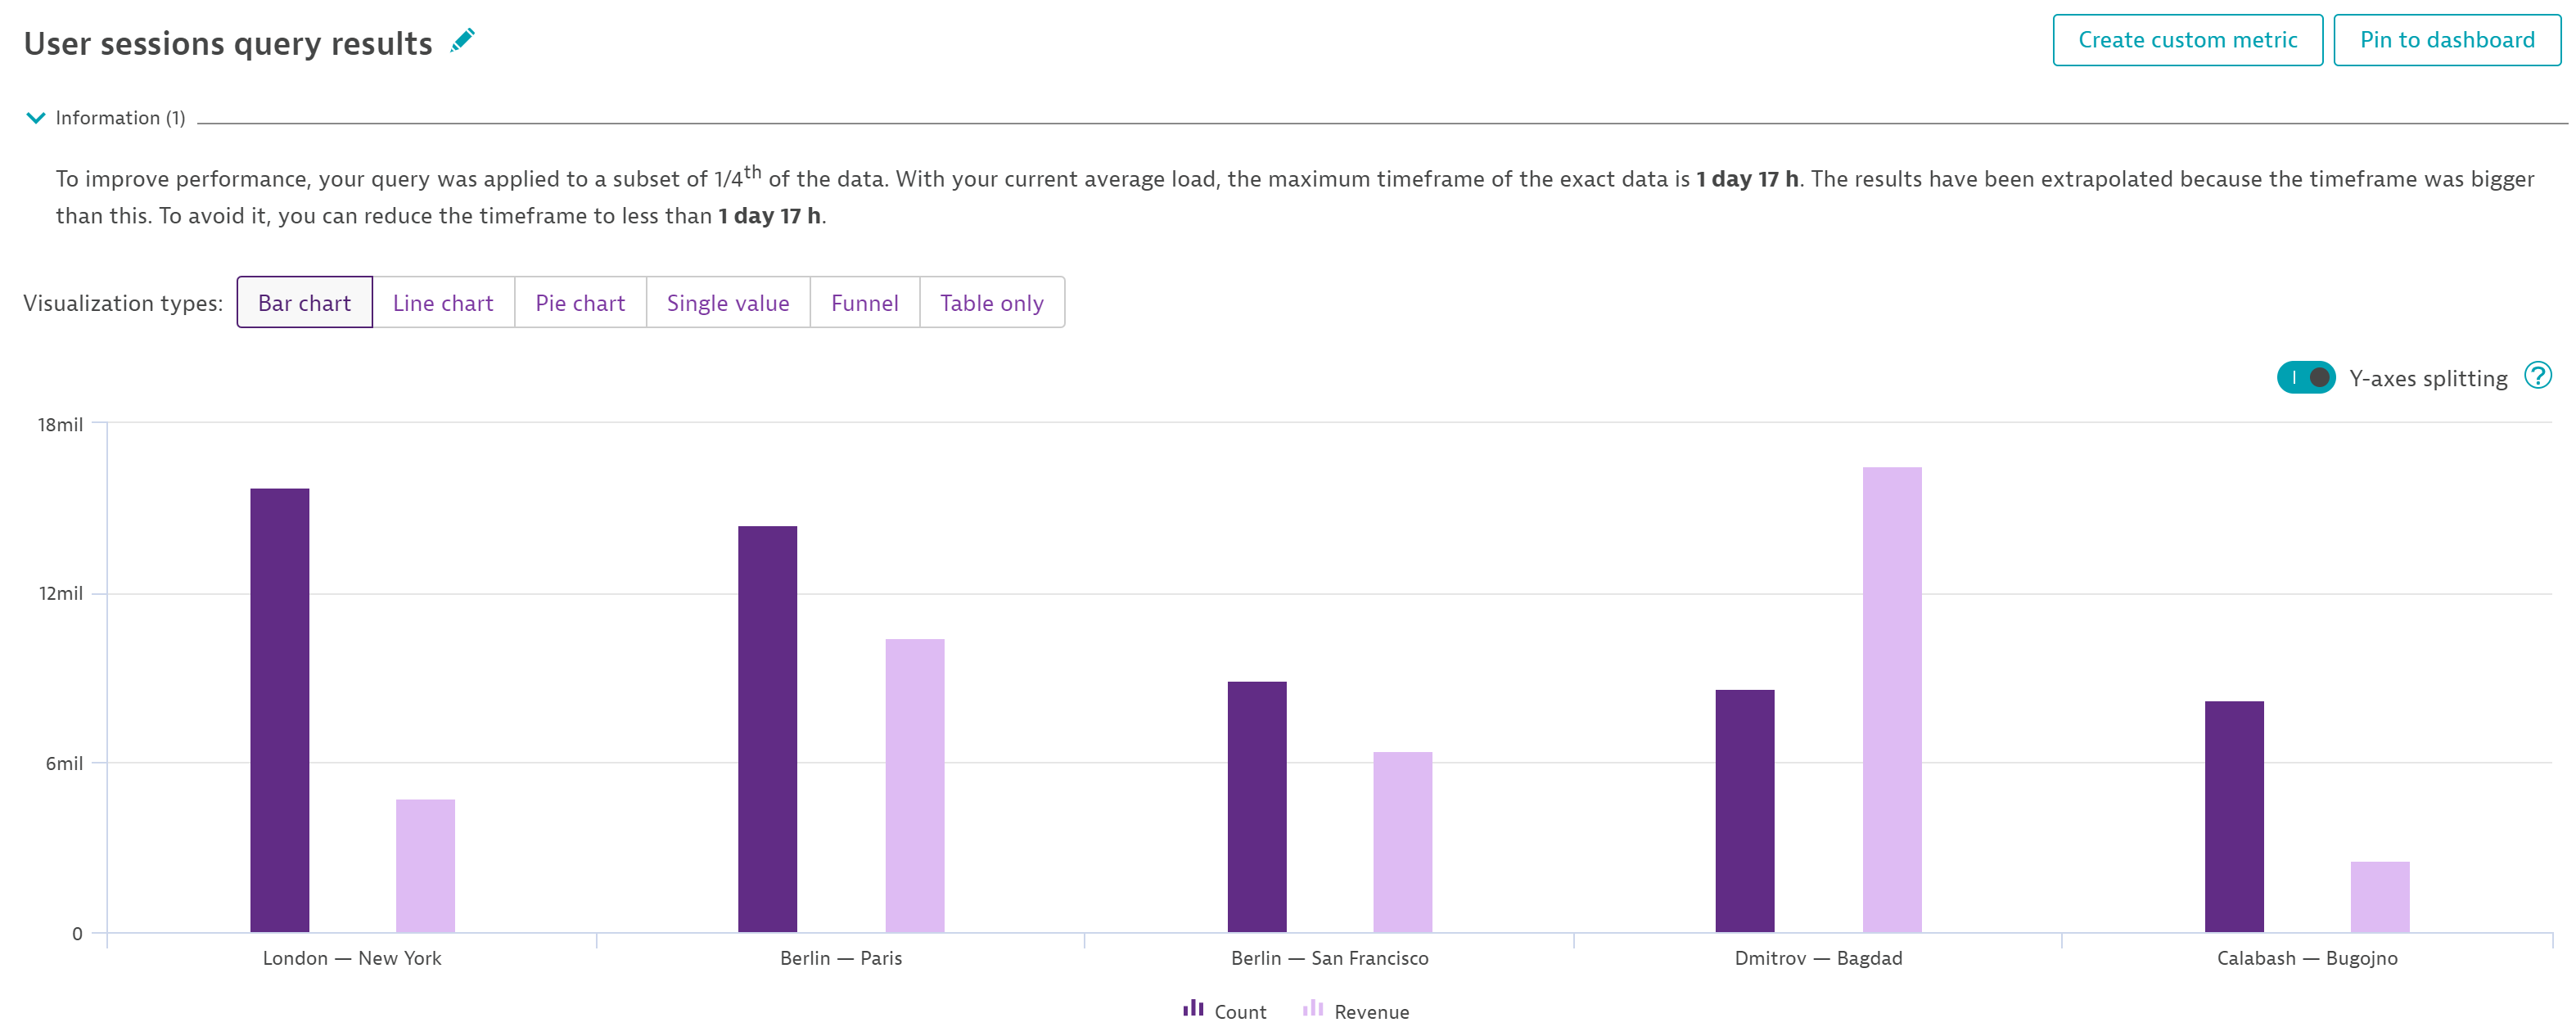 User sessions query results
Create custom metric
Pin to dashboard
Information (1)
To improve performance, your query was applied to a subset of 1/4th of the data. With your current average load, the maximum timeframe of the exact data is 1 day 17 h. The results have been extrapolated because the timeframe was bigger
than this. To avoid it, you can reduce the timeframe to less than 1 day 17 h.
Visualization types: Bar chart Line chart Pie chart Single value Funnel Table only
Y-axes splitting ?
18mil
12mil
6mil
0
London — New York
Berlin — Paris
Berlin — San Francisco
Dmitrov — Bagdad
Calabash — Bugojno
Count
Revenue